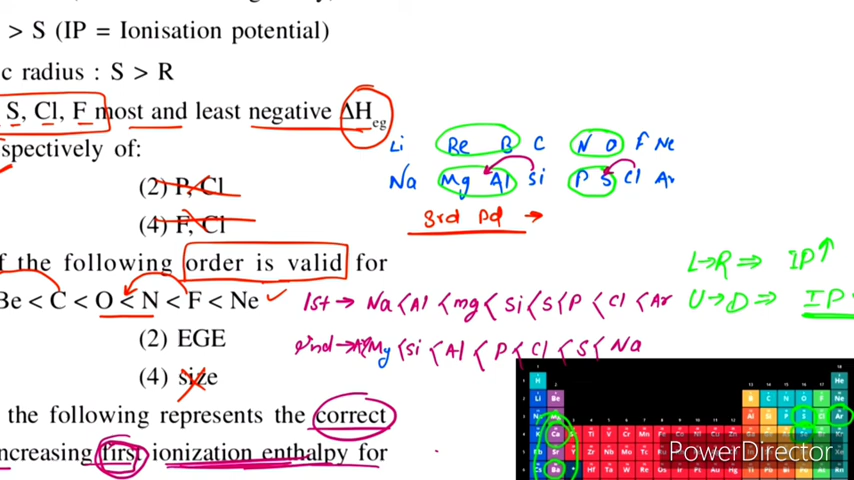 > S (IP = Ionisation potential)
c radius : S > R
S, Cl, F most and least negative ΔHeg
spectively of:
Li Be B C N O F Ne
(2) P, Cl
Na Mg Al Si P S Cl Ar
(4) F, Cl
3rd Pd →
f the following order is valid for
L→R ⇒ IP↑
Be < C < O < N < F < Ne
1st → Na < Al < Mg < Si < S < P < Cl < Ar
U→D ⇒ IP
(2) EGE
Mg < Si < Al < P < Cl < S < Na
(4) size
the following represents the correct
ncreasing first ionization enthalpy for
PowerDirector